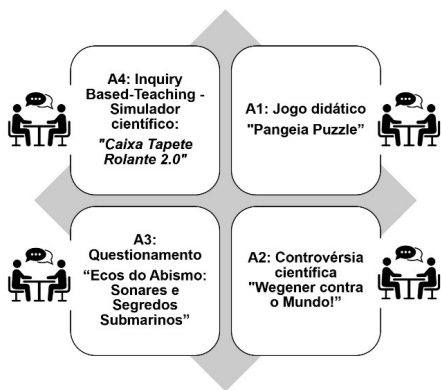 A4: Inquiry
Based-Teaching -
Simulador
científico:
"Caixa Tapete
Rolante 2.0"
A1: Jogo didático
"Pangeia Puzzle”
A3:
Questionamento
“Ecos do Abismo:
Sonares e
Segredos
Submarinos”
A2: Controvérsia
científica
"Wegener contra
o Mundo!”